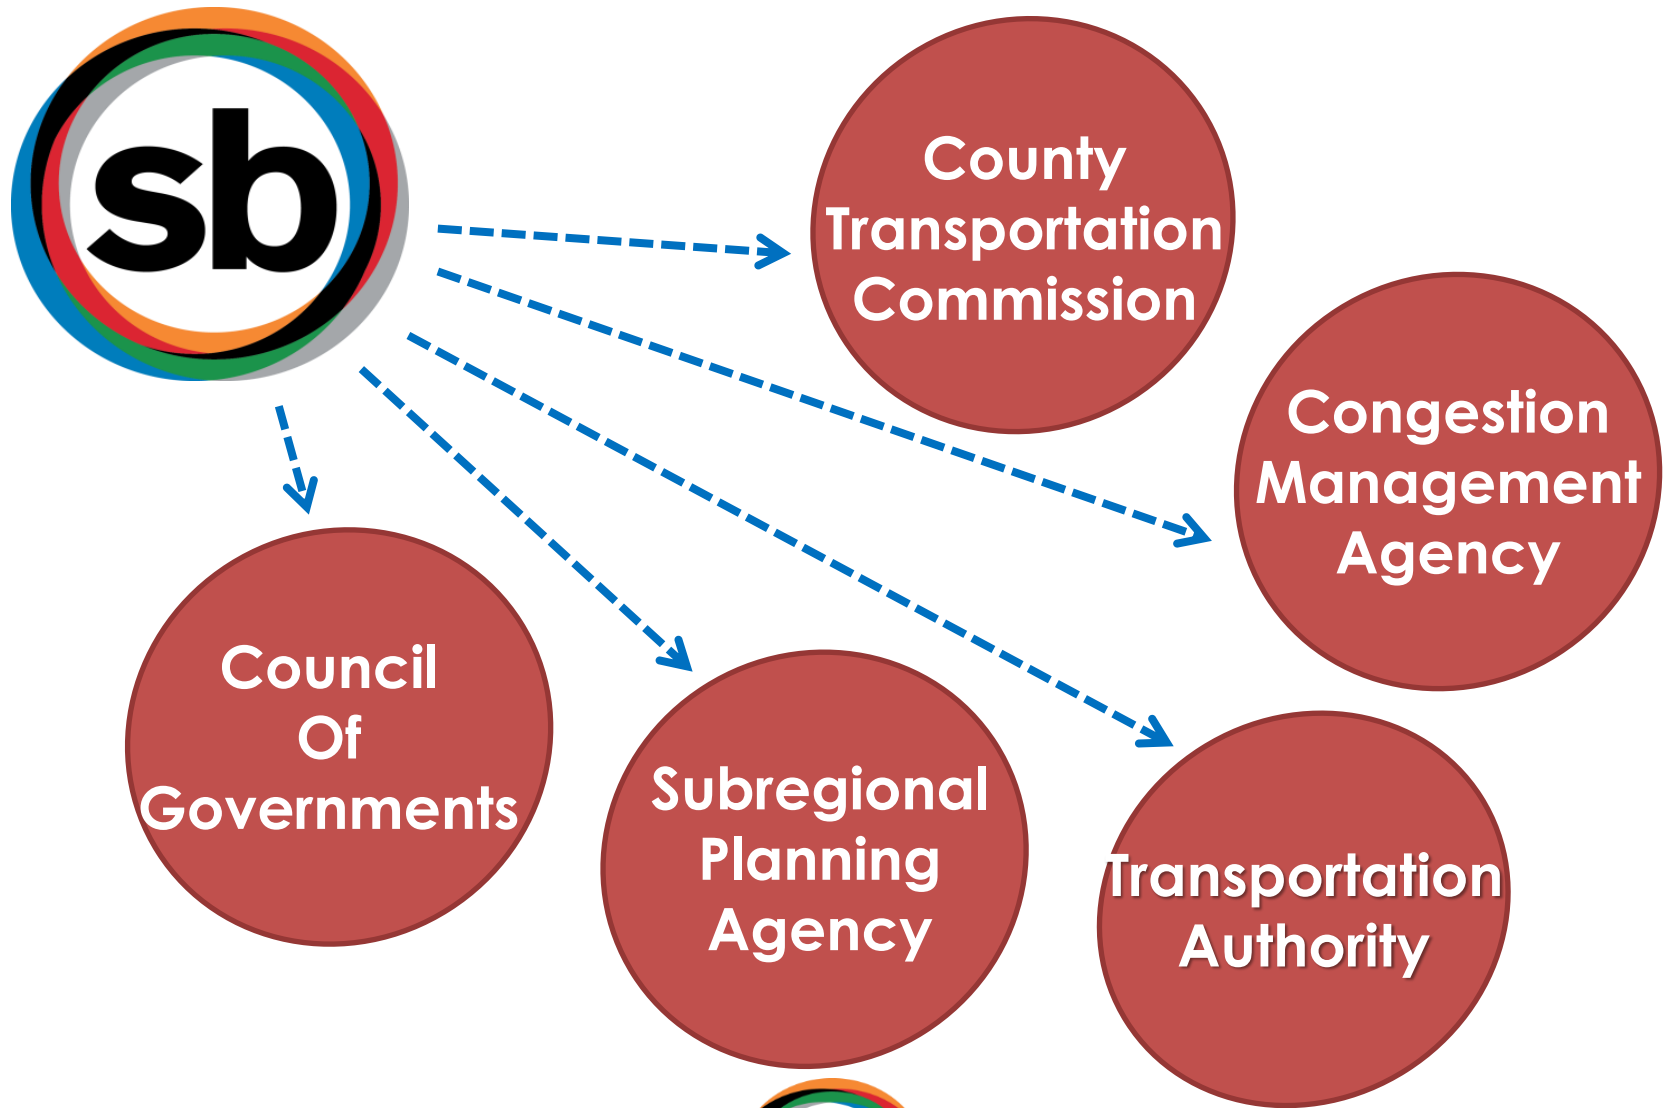 sb
County
Transportation
Commission
Congestion
Management
Agency
Council
Of
Governments
Subregional
Planning
Agency
Transportation
Authority